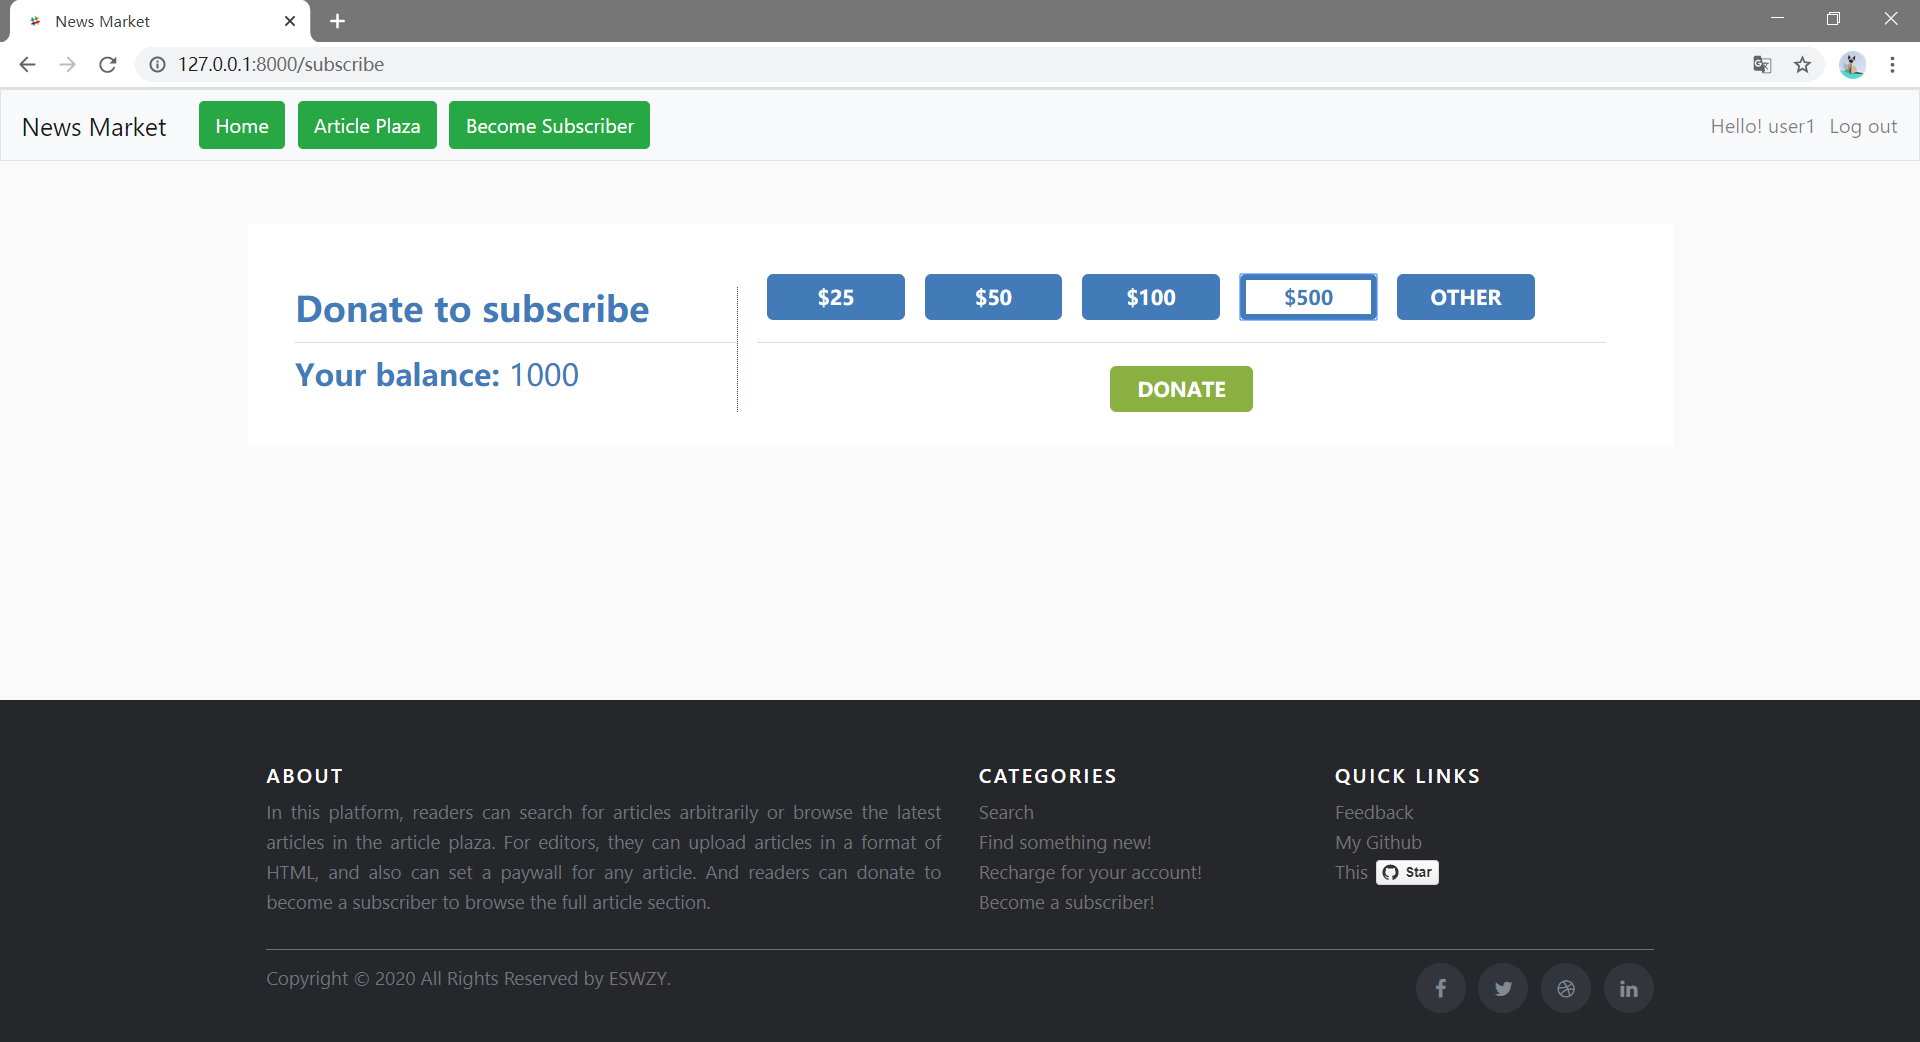 News Market
127.0.0.1:8000/subscribe
News Market
Home
Article Plaza
Become Subscriber
Hello! user1
Log out
Donate to subscribe
Your balance: 1000
$25
$50
$100
$500
OTHER
DONATE
ABOUT
In this platform, readers can search for articles arbitrarily or browse the latest
articles in the article plaza. For editors, they can upload articles in a format of
HTML, and also can set a paywall for any article. And readers can donate to
become a subscriber to browse the full article section.
CATEGORIES
Search
Find something new!
Recharge for your account!
Become a subscriber!
QUICK LINKS
Feedback
My Github
This Star
Copyright © 2020 All Rights Reserved by ESWZY.